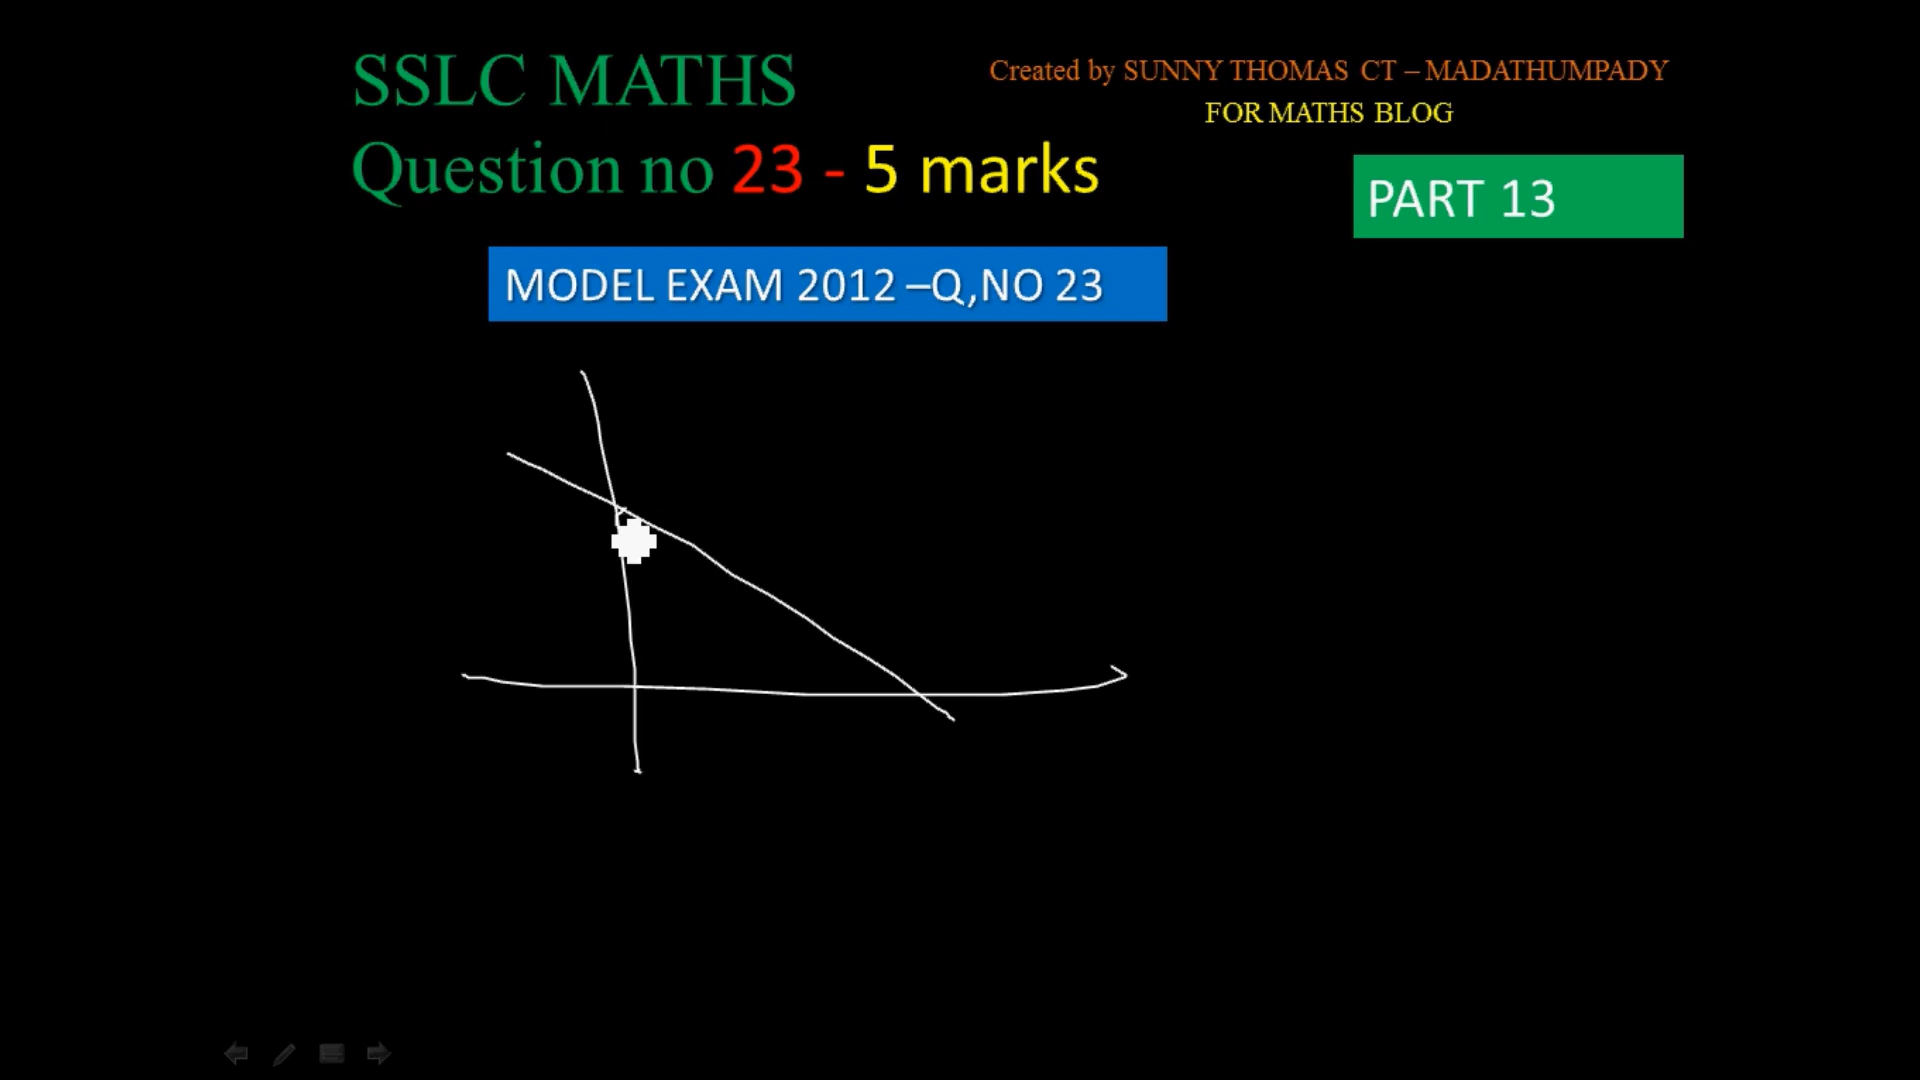 SSLC MATHS
Created by SUNNY THOMAS CT – MADATHUMPADY
FOR MATHS BLOG
Question no 23 - 5 marks
PART 13
MODEL EXAM 2012 –Q,NO 23